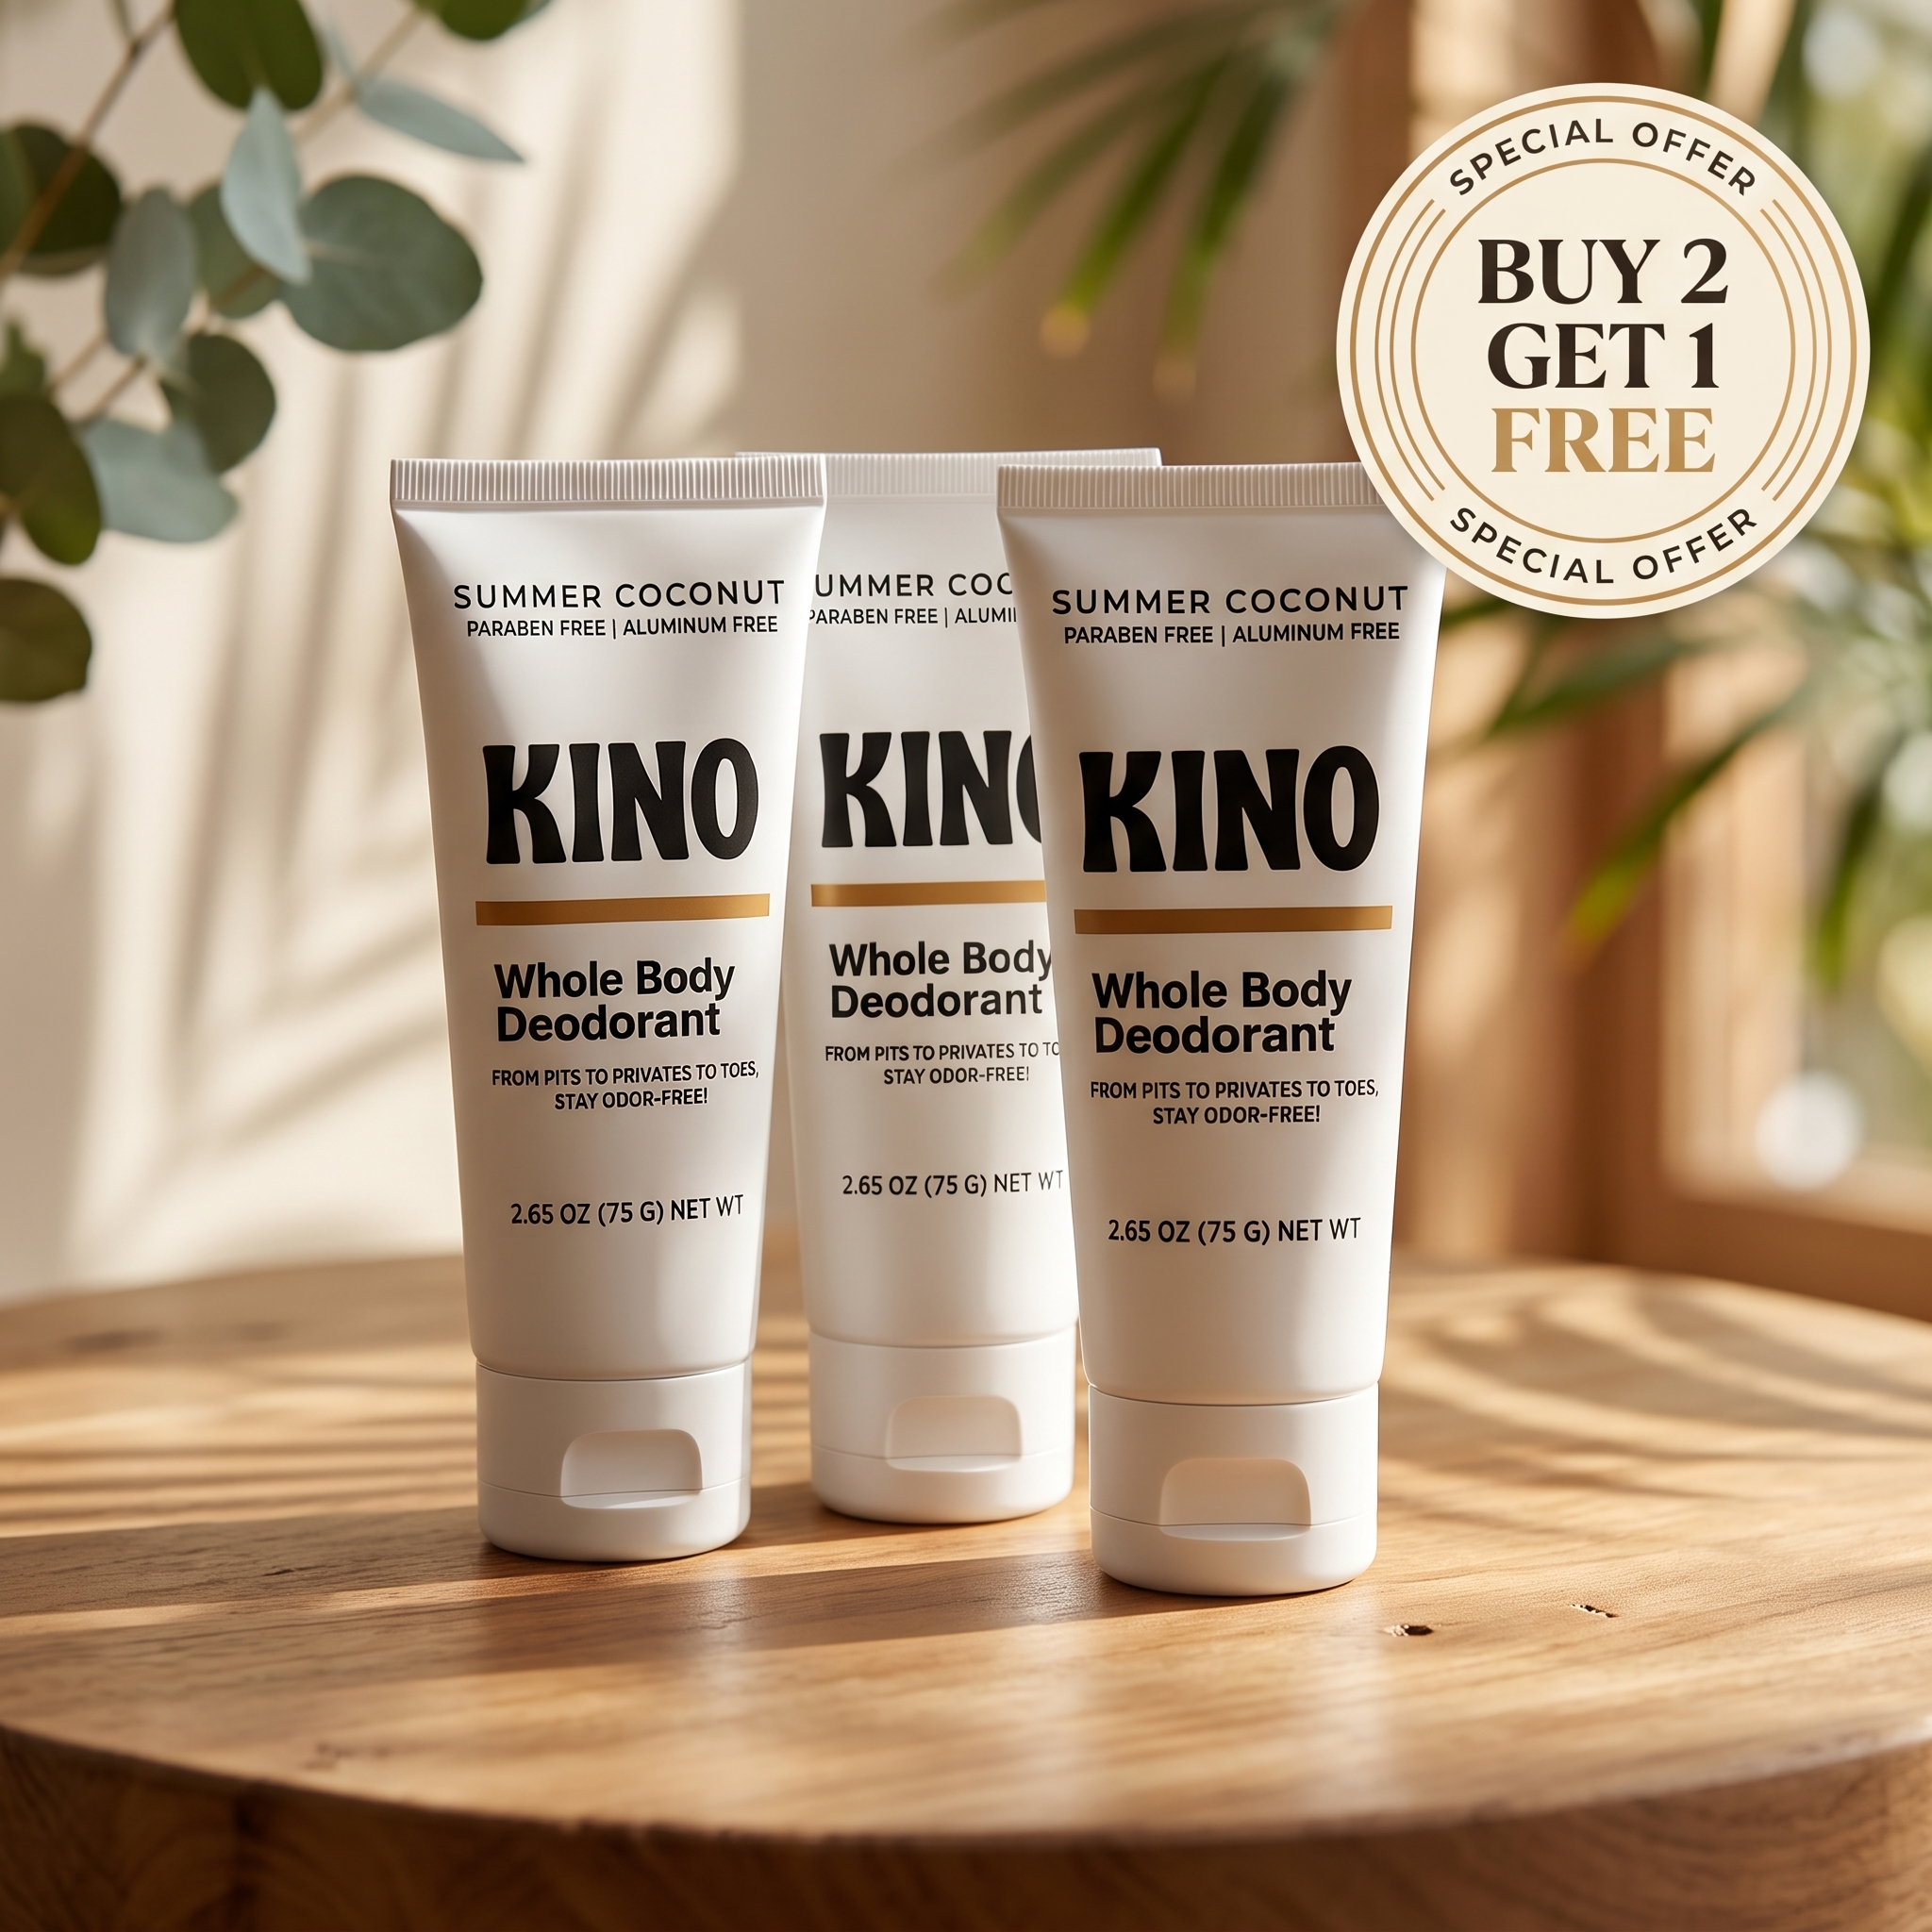 SPECIAL OFFER
BUY 2
GET 1
FREE
SPECIAL OFFER
SUMMER COCONUT
PARABEN FREE | ALUMINUM FREE
KINO
Whole Body
Deodorant
FROM PITS TO PRIVATES TO TOES,
STAY ODOR-FREE!
2.65 OZ (75 G) NET WT
UMMER COC
PARABEN FREE | ALUMI
KINO
Whole Body
Deodorant
FROM PITS TO PRIVATES TO TO
STAY ODOR-FREE!
2.65 OZ (75 G) NET WT
SUMMER COCONUT
PARABEN FREE | ALUMINUM FREE
KINO
Whole Body
Deodorant
FROM PITS TO PRIVATES TO TOES,
STAY ODOR-FREE!
2.65 OZ (75 G) NET WT